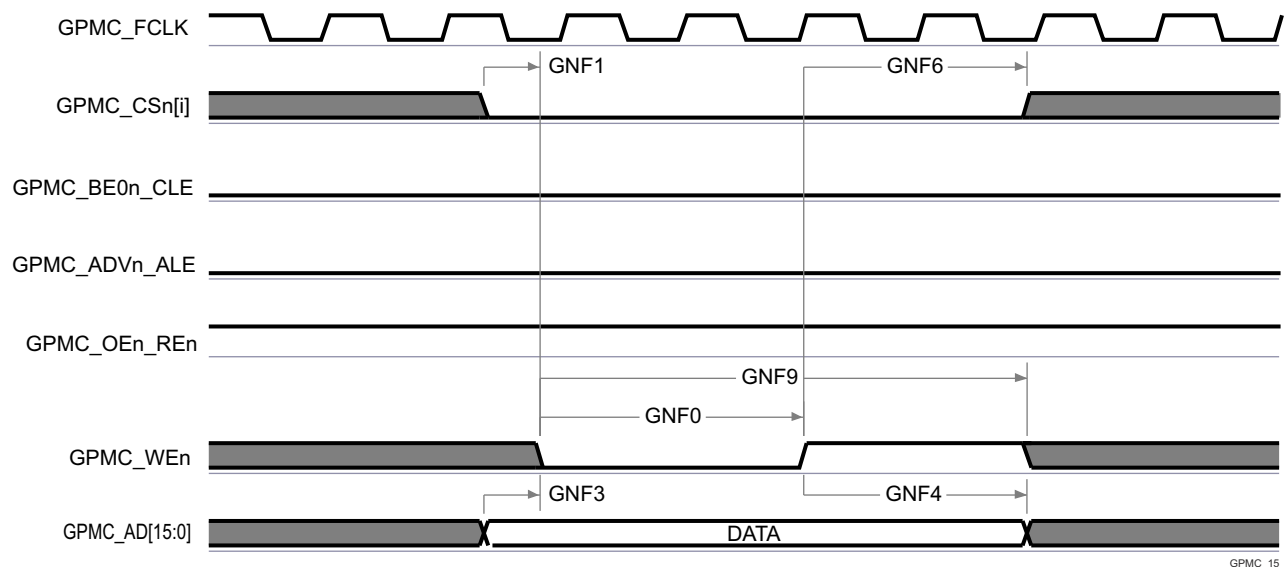 GPMC_FCLK
GNF1
GNF6
GPMC_CSn[i]
GPMC_BE0n_CLE
GPMC_ADVn_ALE
GPMC_OEn_REn
GNF9
GNF0
GPMC_WEn
GNF3
GNF4
GPMC_AD[15:0]
DATA
GPMC_15